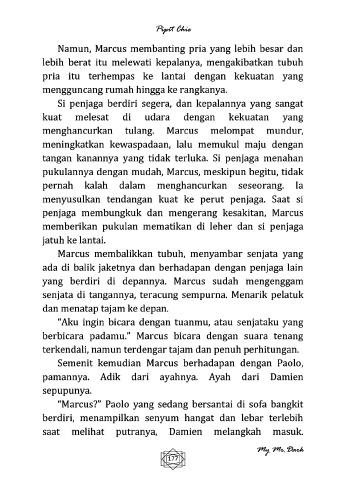 Pipit Chie
Namun, Marcus membanting pria yang lebih besar dan
lebih berat itu melewati kepalanya, mengakibatkan tubuh
pria itu terhempas ke lantai dengan kekuatan yang
mengguncang rumah hingga ke rangkanya.
Si penjaga berdiri segera, dan kepalannya yang sangat
kuat melesat di udara dengan kekuatan yang
menghancurkan tulang. Marcus melompat mundur,
meningkatkan kewaspadaan, lalu memukul maju dengan
tangan kanannya yang tidak terluka. Si penjaga menahan
pukulannya dengan mudah, Marcus, meskipun begitu, tidak
pernah kalah dalam menghancurkan seseorang. Ia
menyusulkan tendangan kuat ke perut penjaga. Saat si
penjaga membungkuk dan mengerang kesakitan, Marcus
memberikan pukulan mematikan di leher dan si penjaga
jatuh ke lantai.
Marcus membalikkan tubuh, menyambar senjata yang
ada di balik jaketnya dan berhadapan dengan penjaga lain
yang berdiri di depannya. Marcus sudah mengenggam
senjata di tangannya, teracung sempurna. Menarik pelatuk
dan menatap tajam ke depan.
“Aku ingin bicara dengan tuanmu, atau senjataku yang
berbicara padamu.” Marcus bicara dengan suara tenang
terkendali, namun terdengar tajam dan penuh perhitungan.
Semenit kemudian Marcus berhadapan dengan Paolo,
pamannya. Adik dari ayahnya. Ayah dari Damien
sepupunya.
“Marcus?” Paolo yang sedang bersantai di sofa bangkit
berdiri, menampilkan senyum hangat dan lebar terlebih
saat melihat putranya, Damien melangkah masuk.
My Mr. Dark
177